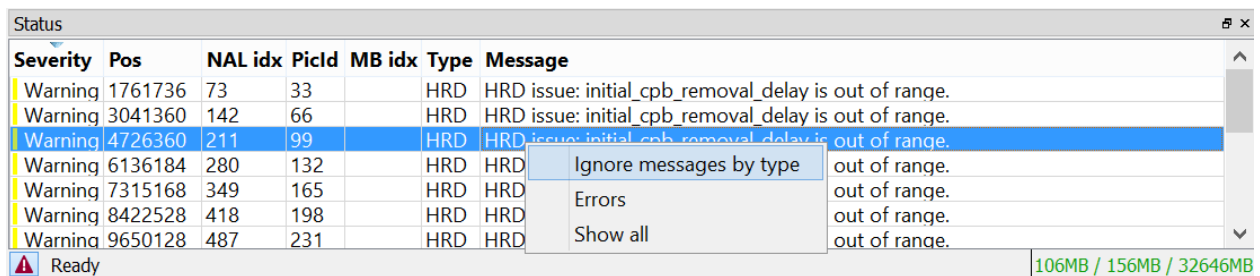 Status
Severity Pos NAL idx PicId MB idx Type Message
Warning 1761736 73 33 HRD HRD issue: initial_cpb_removal_delay is out of range.
Warning 3041360 142 66 HRD HRD issue: initial_cpb_removal_delay is out of range.
Warning 4726360 211 99 HRD HRD issue: initial_cpb_removal_delay is out of range.
Warning 6136184 280 132 HRD HRD Ignore messages by type out of range.
Warning 7315168 349 165 HRD HRD Errors out of range.
Warning 8422528 418 198 HRD HRD Show all out of range.
Warning 9650128 487 231 HRD HRD out of range.
Ready 106MB / 156MB / 32646MB